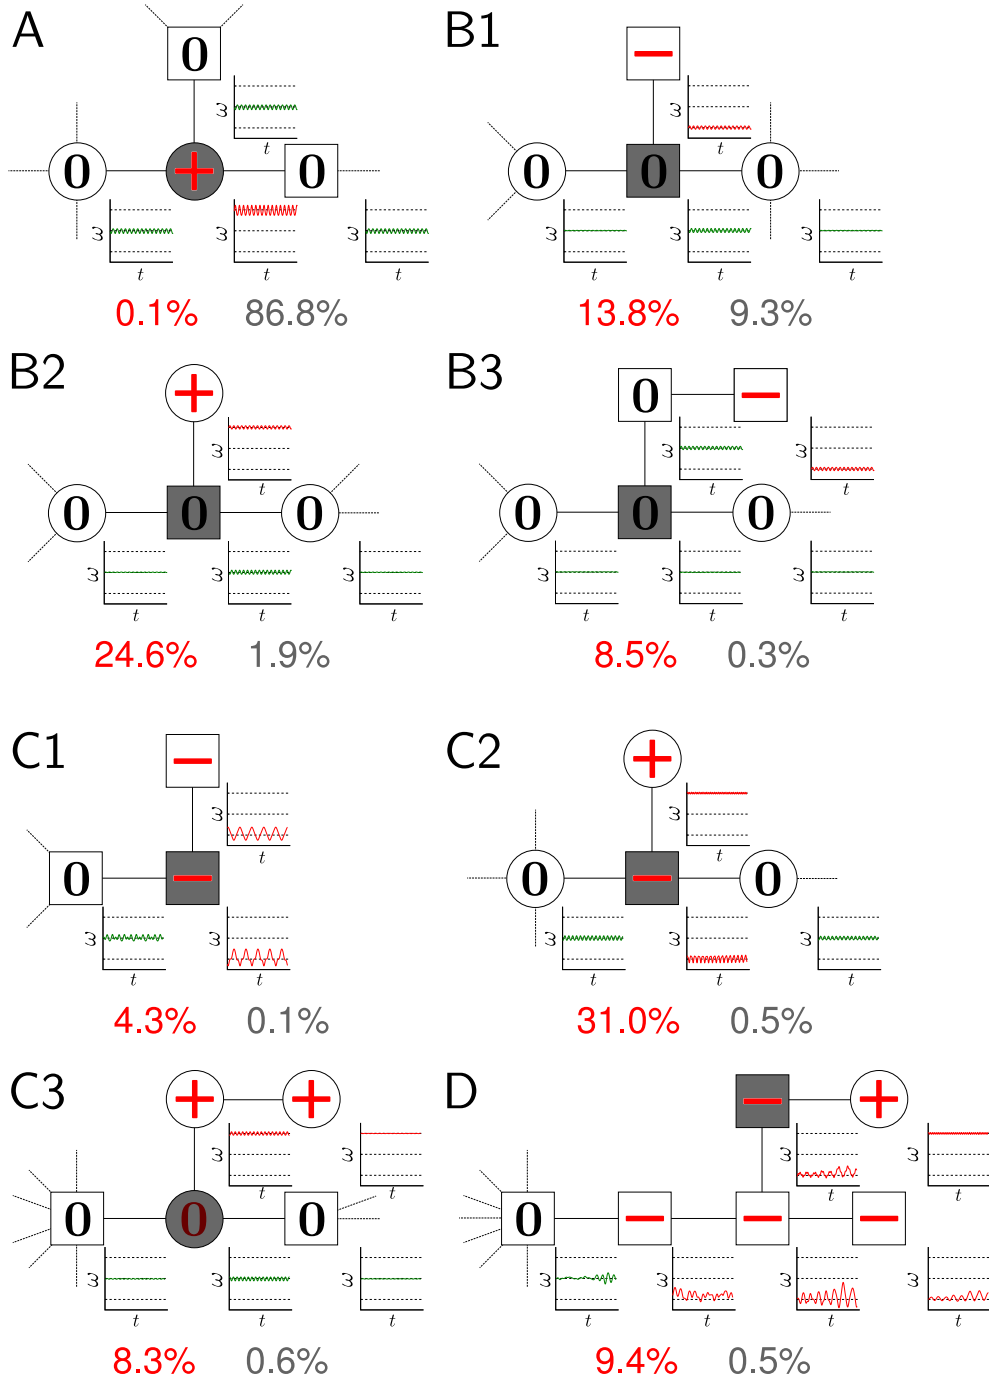 A
0
ω
t
0 + 0
ω ω ω
t t t
0.1% 86.8%
B1
−
ω
t
0 0 0
ω ω ω
t t t
13.8% 9.3%
B2
+
ω
t
0 0 0
ω ω ω
t t t
24.6% 1.9%
B3
0 −
ω ω
t t
0 0 0
ω ω ω
t t t
8.5% 0.3%
C1
−
ω
t
0 −
ω ω
t t
4.3% 0.1%
C2
+
ω
t
0 − 0
ω ω ω
t t t
31.0% 0.5%
C3
+ +
ω ω
t t
0 0 0
ω ω ω
t t t
8.3% 0.6%
D
− +
ω ω
t t
0 − − −
ω ω ω ω
t t t t
9.4% 0.5%